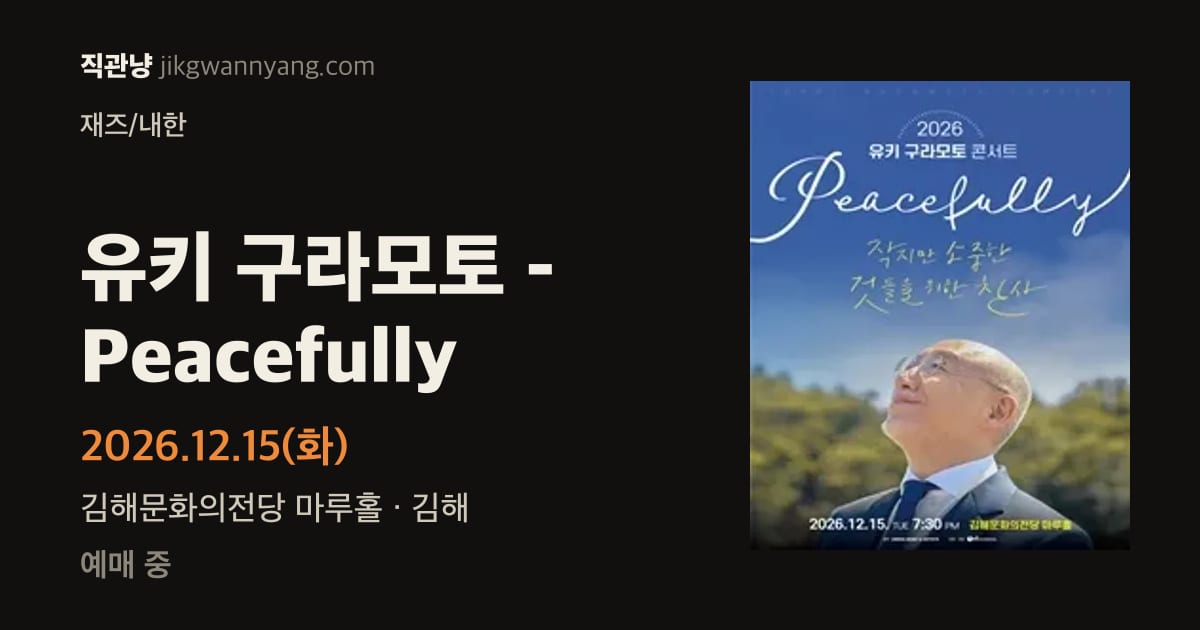 직관냥 jikgwannyang.com
재즈/내한
유키 구라모토 -
Peacefully
2026.12.15(화)
김해문화의전당 마루홀 · 김해
예매 중
2026
유키 구라모토 콘서트
Peacefully
작지만 소중한
것들을 위한 찬사
2026.12.15. TUE 7:30 PM 김해문화의전당 마루홀